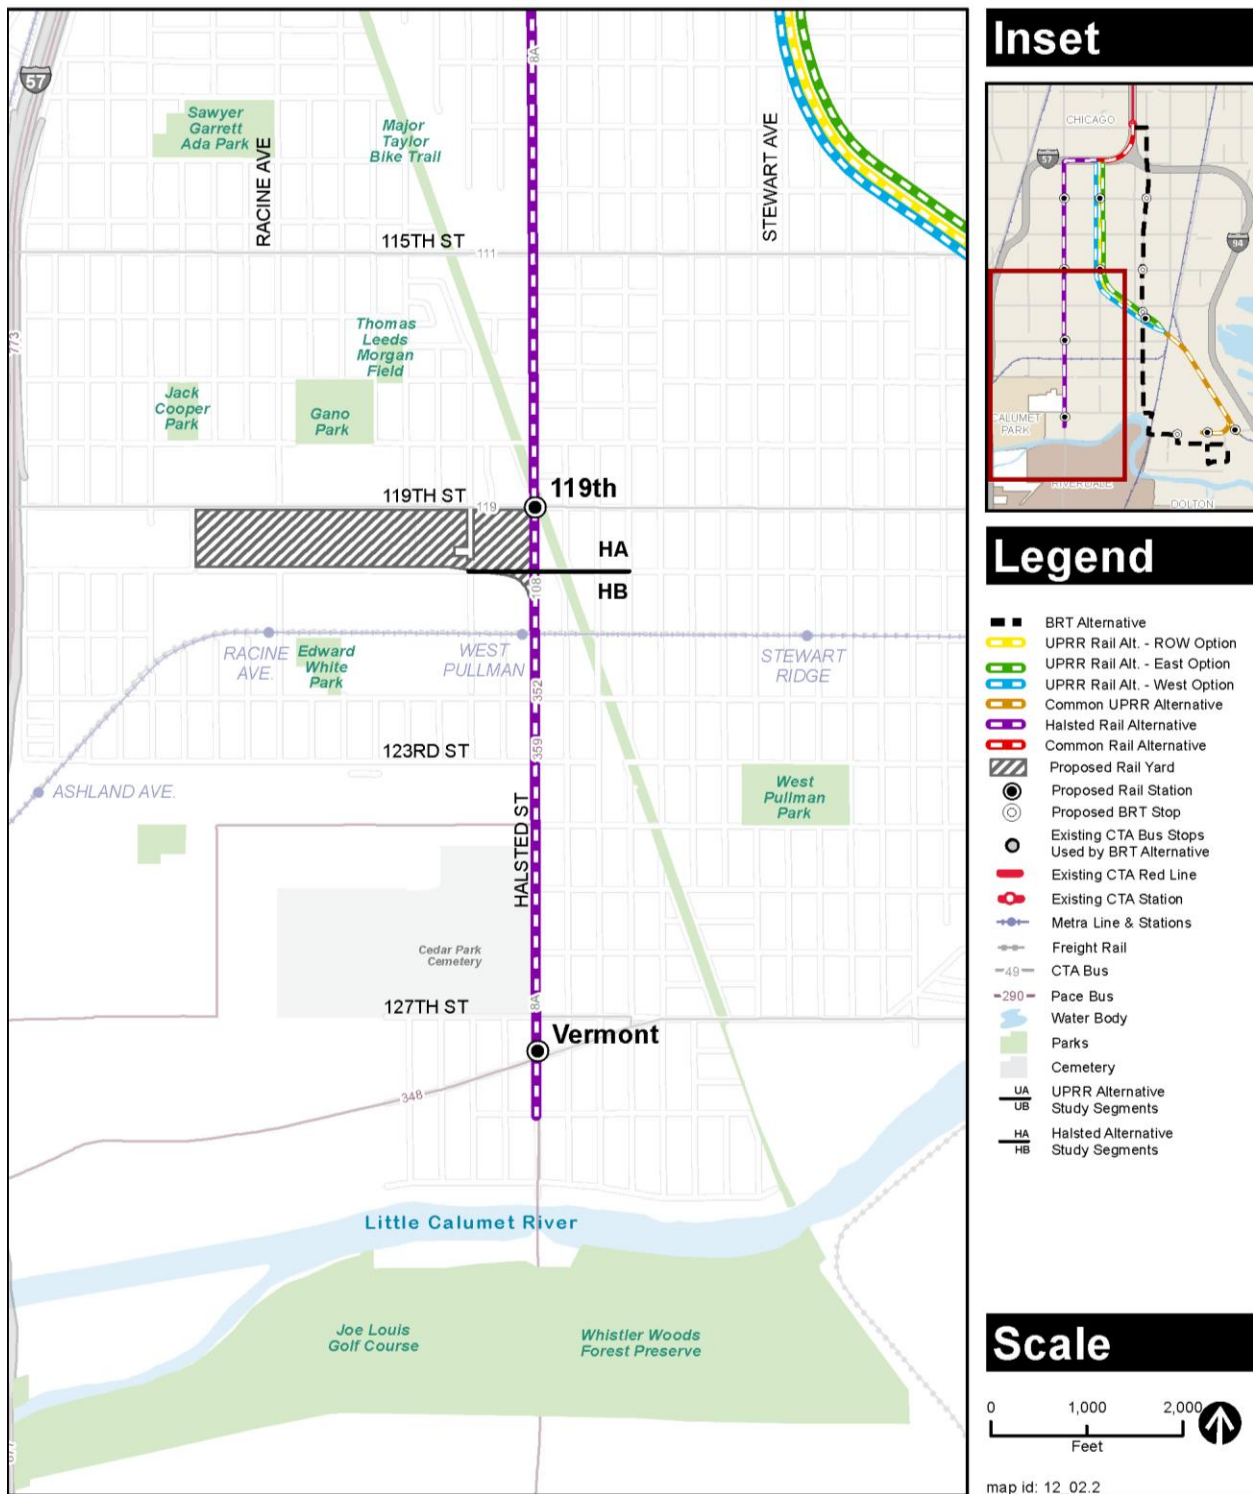 57
Sawyer
Garrett
Ada Park
RACINE AVE
Major
Taylor
Bike Trail
8A
STEWART AVE
115TH ST
111
773
Thomas
Leeds
Morgan
Field
Jack
Cooper
Park
Gano
Park
119TH ST
119
119th
HA
HB
108
RACINE
AVE.
Edward
White
Park
WEST
PULLMAN
STEWART
RIDGE
352
123RD ST
359
ASHLAND AVE.
West
Pullman
Park
HALSTED ST
Cedar Park
Cemetery
127TH ST
8A
Vermont
348
Little Calumet River
Joe Louis
Golf Course
Whistler Woods
Forest Preserve
Inset
CHICAGO
57
94
CALUMET
PARK
RIVERDALE
DOLTON
Legend
BRT Alternative
UPRR Rail Alt. - ROW Option
UPRR Rail Alt. - East Option
UPRR Rail Alt. - West Option
Common UPRR Alternative
Halsted Rail Alternative
Common Rail Alternative
Proposed Rail Yard
Proposed Rail Station
Proposed BRT Stop
Existing CTA Bus Stops
Used by BRT Alternative
Existing CTA Red Line
Existing CTA Station
Metra Line & Stations
Freight Rail
49 CTA Bus
290 Pace Bus
Water Body
Parks
Cemetery
UA
UB
UPRR Alternative
Study Segments
HA
HB
Halsted Alternative
Study Segments
Scale
0 1,000 2,000
Feet
map id: 12_02.2